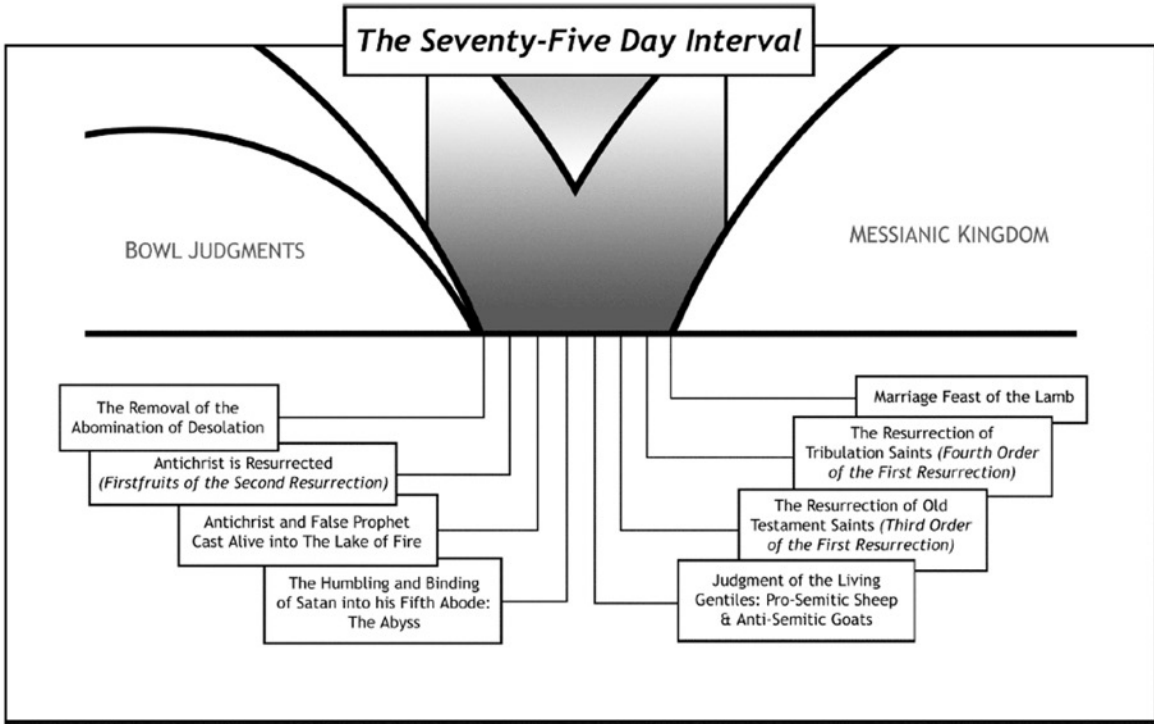 The Seventy-Five Day Interval
BOWL JUDGMENTS
MESSIANIC KINGDOM
The Removal of the
Abomination of Desolation
Antichrist is Resurrected
(Firstfruits of the Second Resurrection)
Antichrist and False Prophet
Cast Alive into The Lake of Fire
The Humbling and Binding
of Satan into his Fifth Abode:
The Abyss
Marriage Feast of the Lamb
The Resurrection of
Tribulation Saints (Fourth Order
of the First Resurrection)
The Resurrection of Old
Testament Saints (Third Order
of the First Resurrection)
Judgment of the Living
Gentiles: Pro-Semitic Sheep
& Anti-Semitic Goats